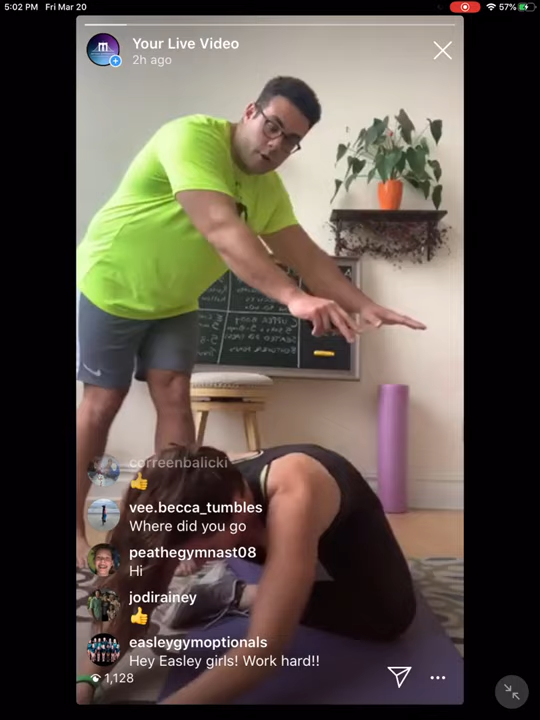 5:02 PM Fri Mar 20
57%
Your Live Video
2h ago
correenbalicki
👍
vee.becca_tumbles
Where did you go
peathegymnast08
Hi
jodirainey
👍
easleygymoptionals
Hey Easley girls! Work hard!!
1,128